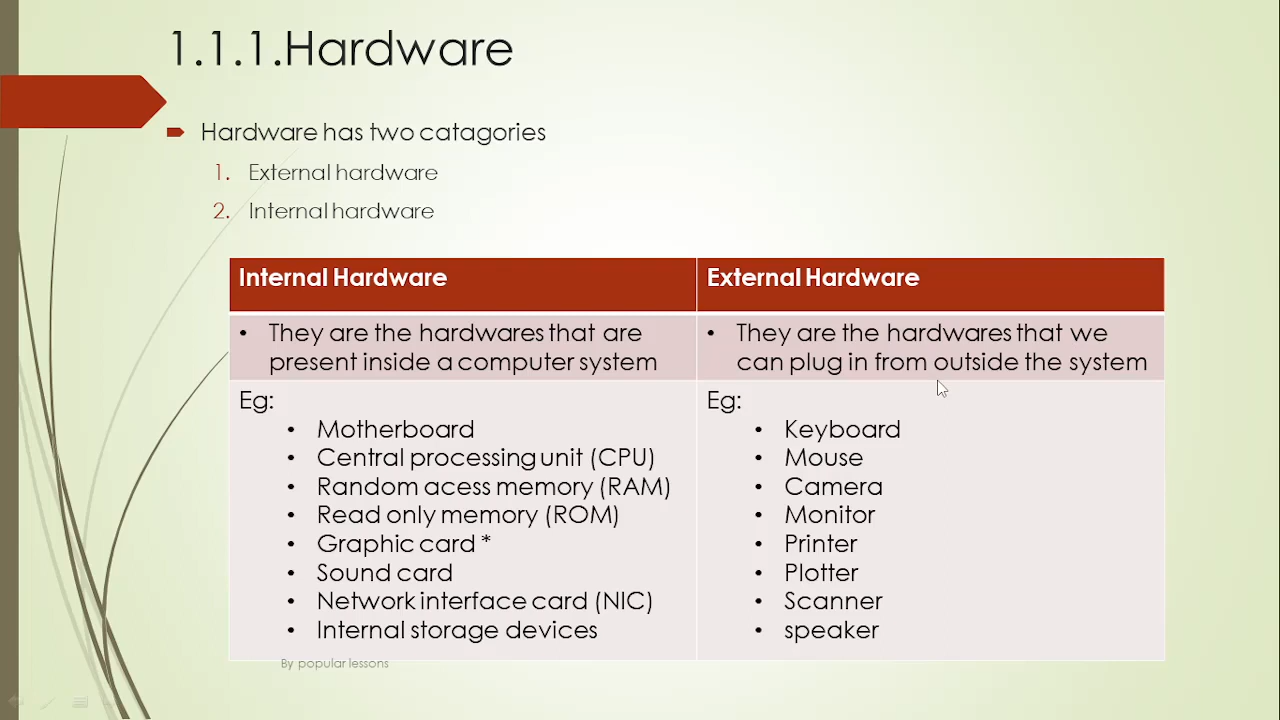 1.1.1.Hardware
Hardware has two catagories
1. External hardware
2. Internal hardware
Internal Hardware
External Hardware
• They are the hardwares that are
present inside a computer system
• They are the hardwares that we
can plug in from outside the system
Eg:
• Motherboard
• Central processing unit (CPU)
• Random acess memory (RAM)
• Read only memory (ROM)
• Graphic card *
• Sound card
• Network interface card (NIC)
• Internal storage devices
Eg:
• Keyboard
• Mouse
• Camera
• Monitor
• Printer
• Plotter
• Scanner
• speaker
By popular lessons